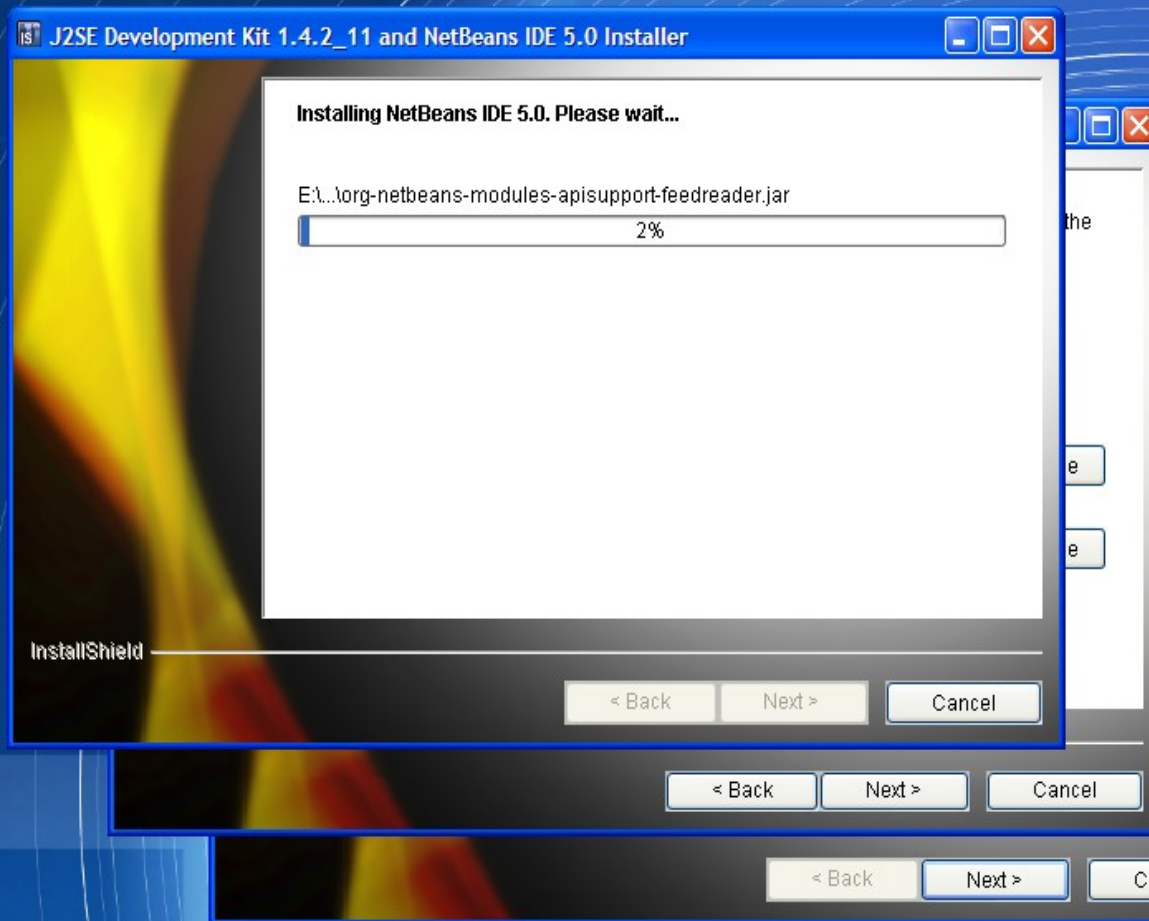 J2SE Development Kit 1.4.2_11 and NetBeans IDE 5.0 Installer
Installing NetBeans IDE 5.0. Please wait...
E:\...\org-netbeans-modules-apisupport-feedreader.jar
2%
the
e
e
InstallShield
< Back
Next >
Cancel
< Back
Next >
Cancel
< Back
Next >
C